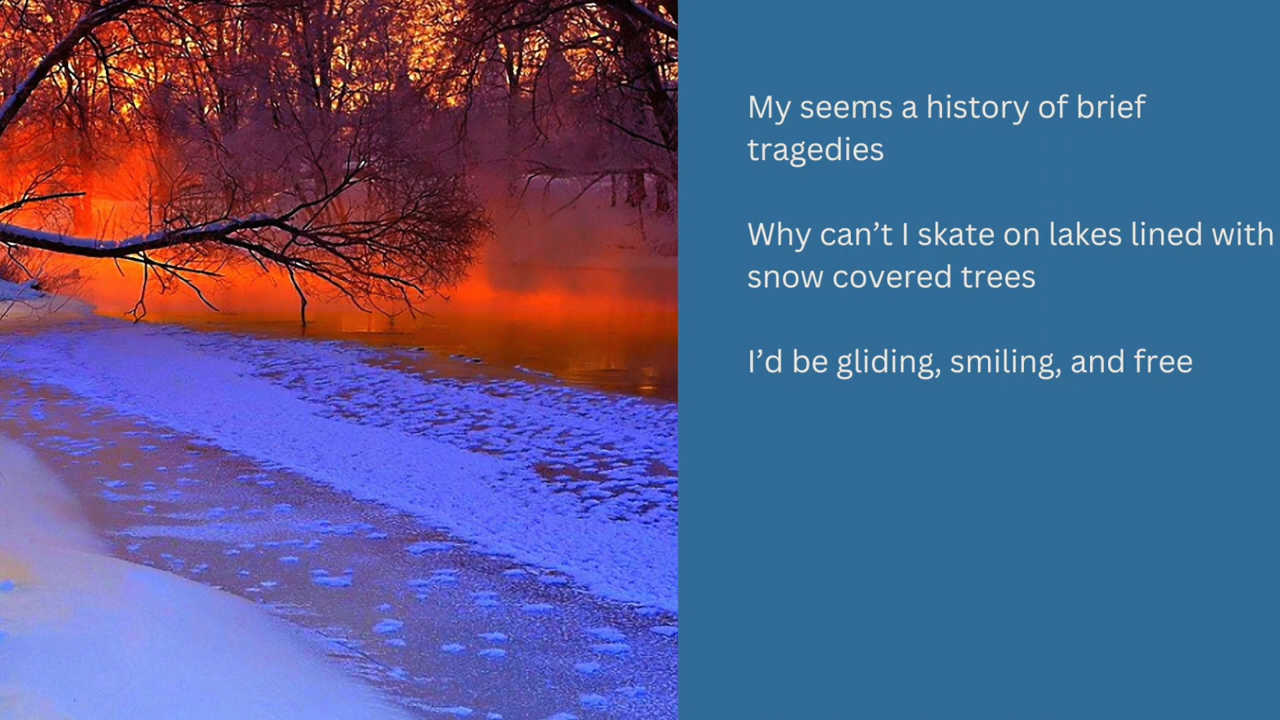 My seems a history of brief
tragedies
Why can’t I skate on lakes lined with
snow covered trees
I’d be gliding, smiling, and free